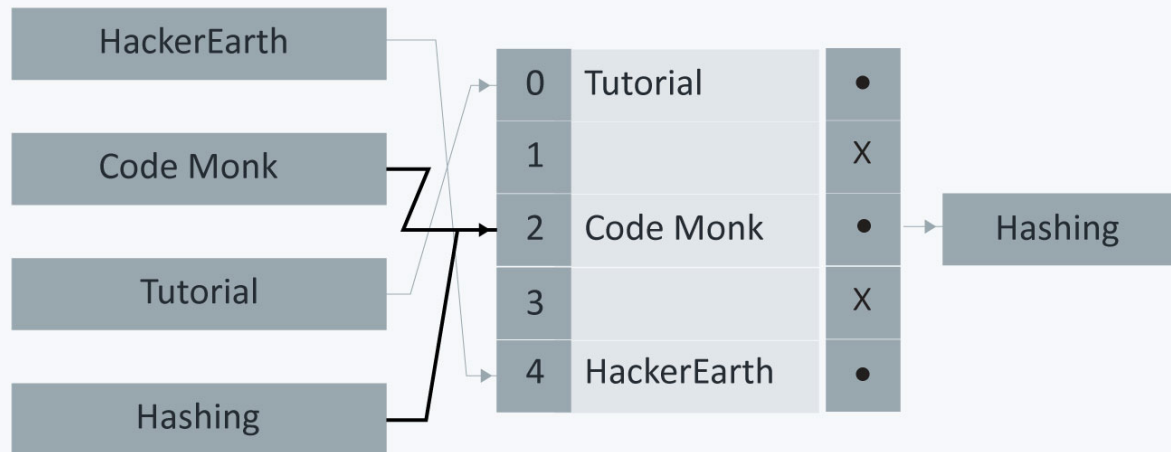 HackerEarth
Code Monk
Tutorial
Hashing
0 Tutorial •
1 X
2 Code Monk •
3 X
4 HackerEarth •
Hashing